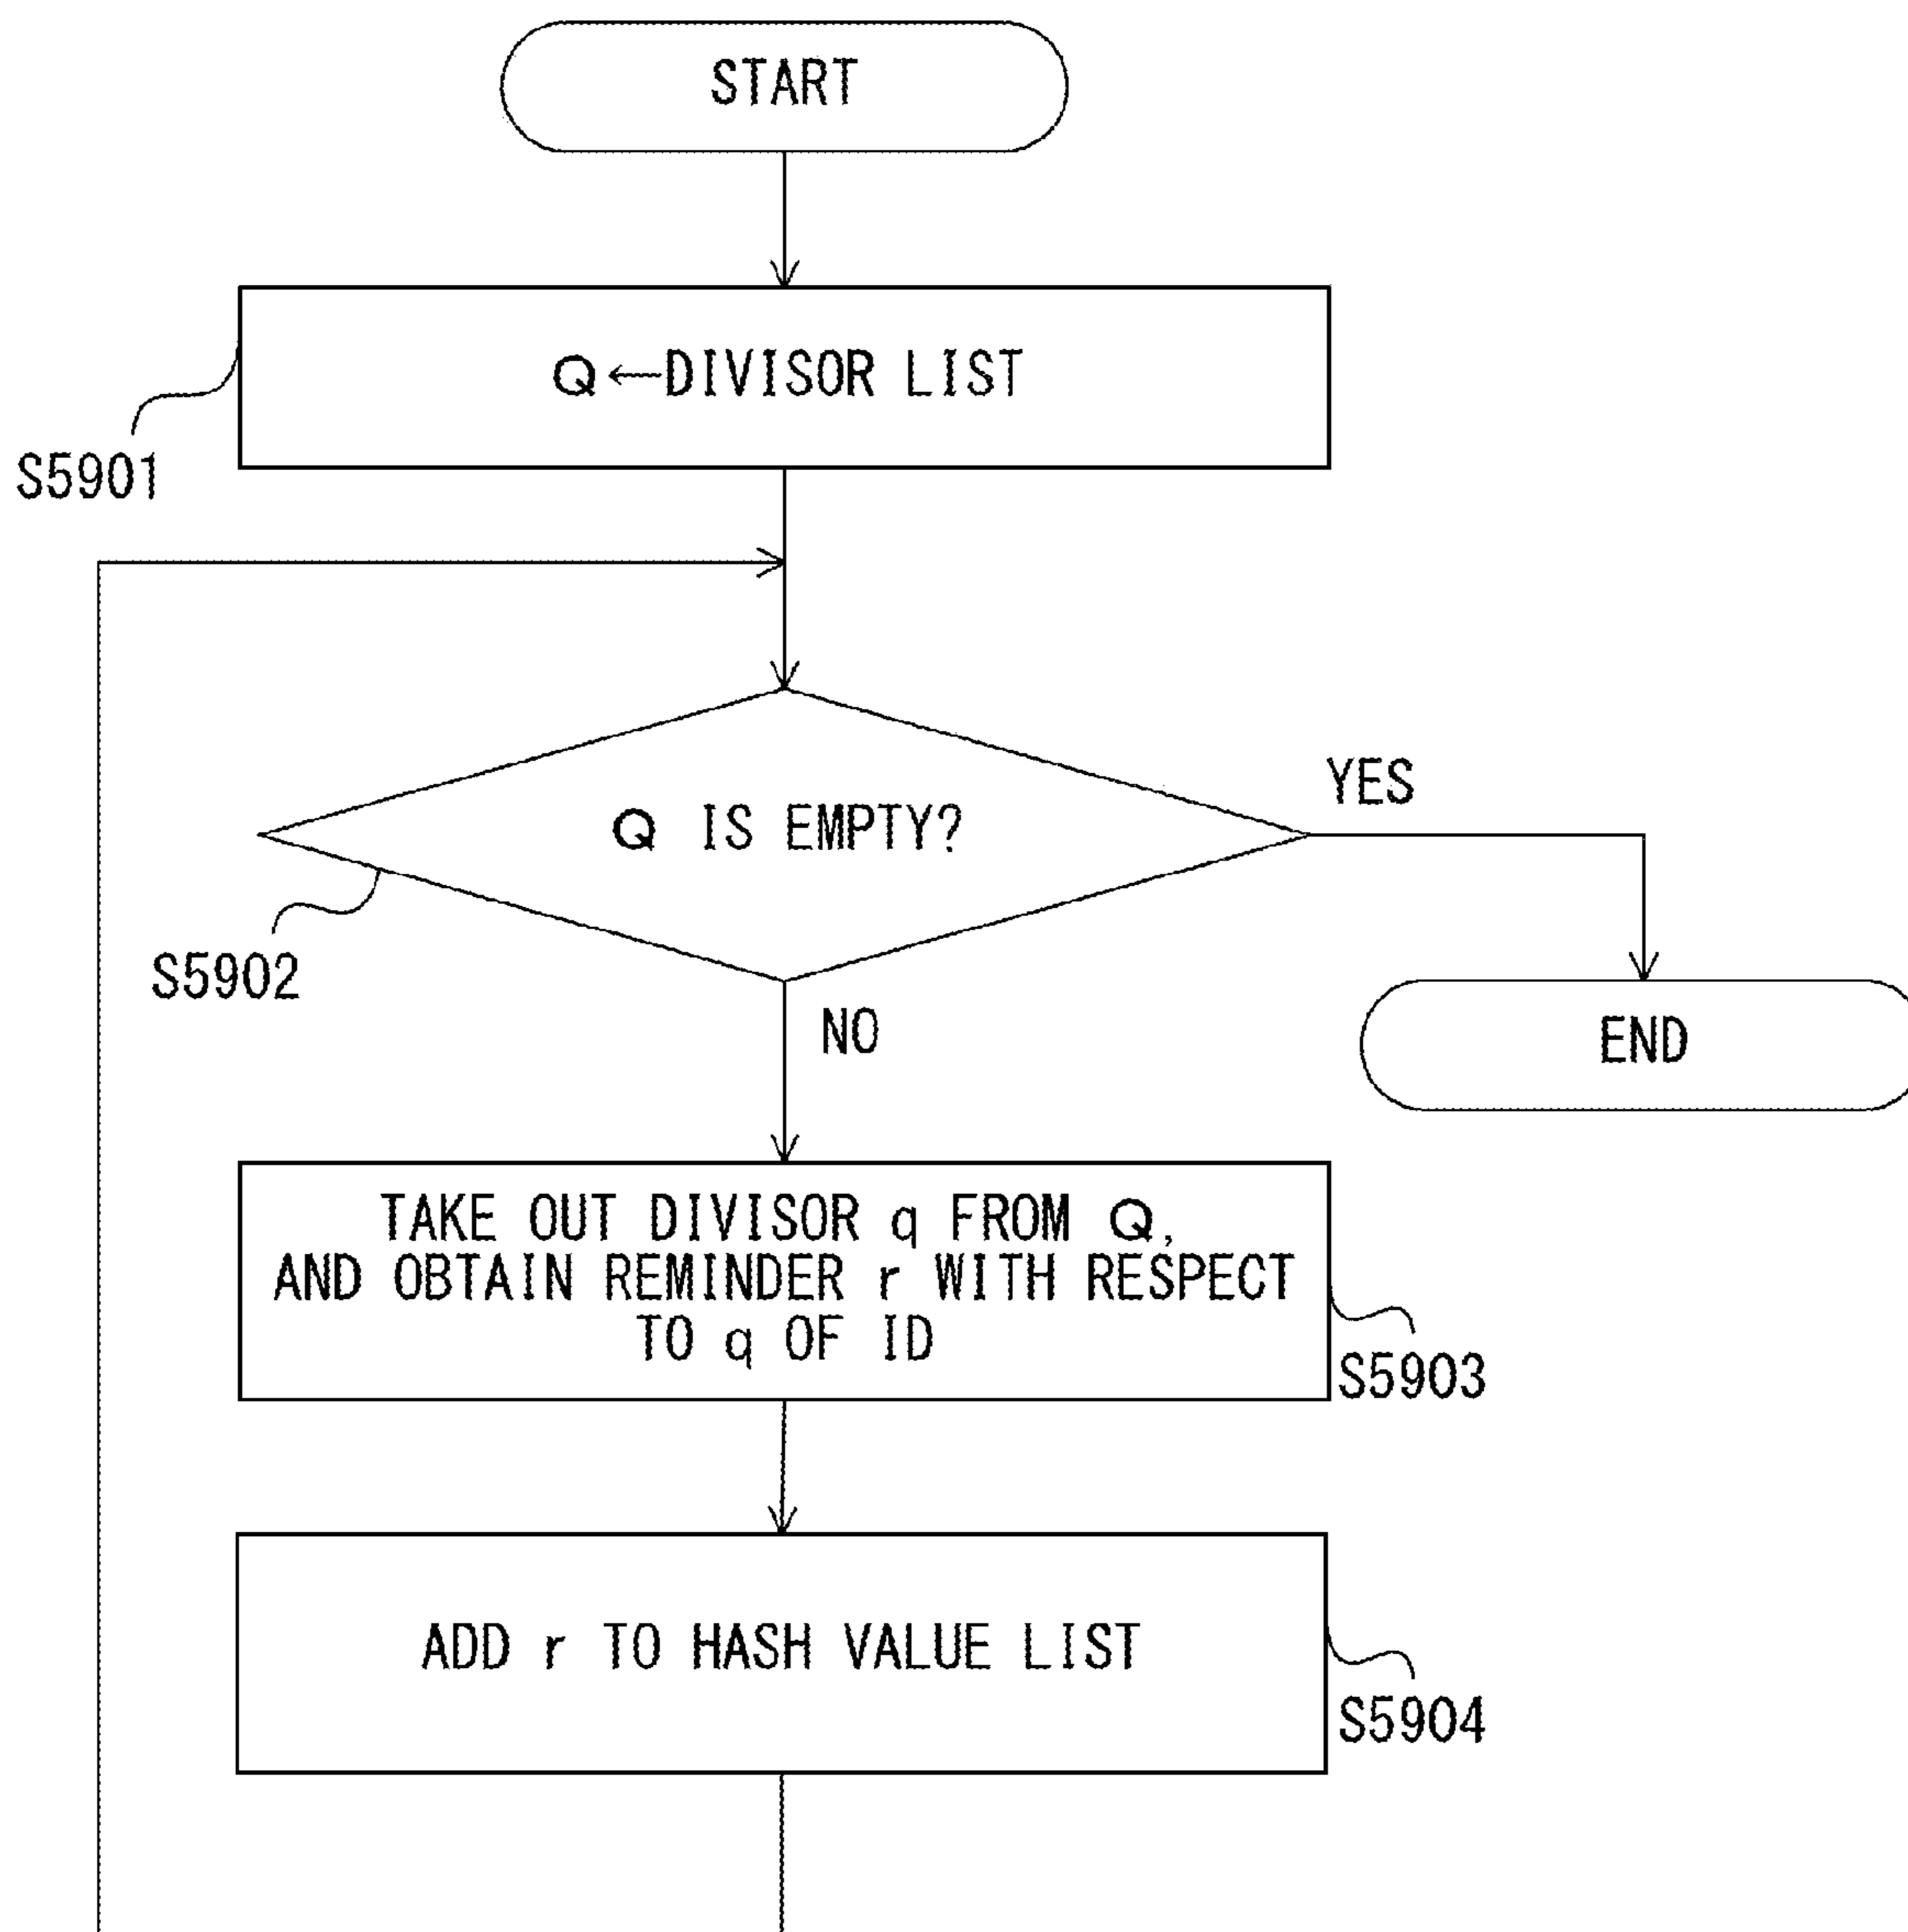 START
Q←DIVISOR LIST
S5901
Q IS EMPTY?
YES
S5902
NO
END
TAKE OUT DIVISOR q FROM Q,
AND OBTAIN REMINDER r WITH RESPECT
TO q OF ID
S5903
ADD r TO HASH VALUE LIST
S5904